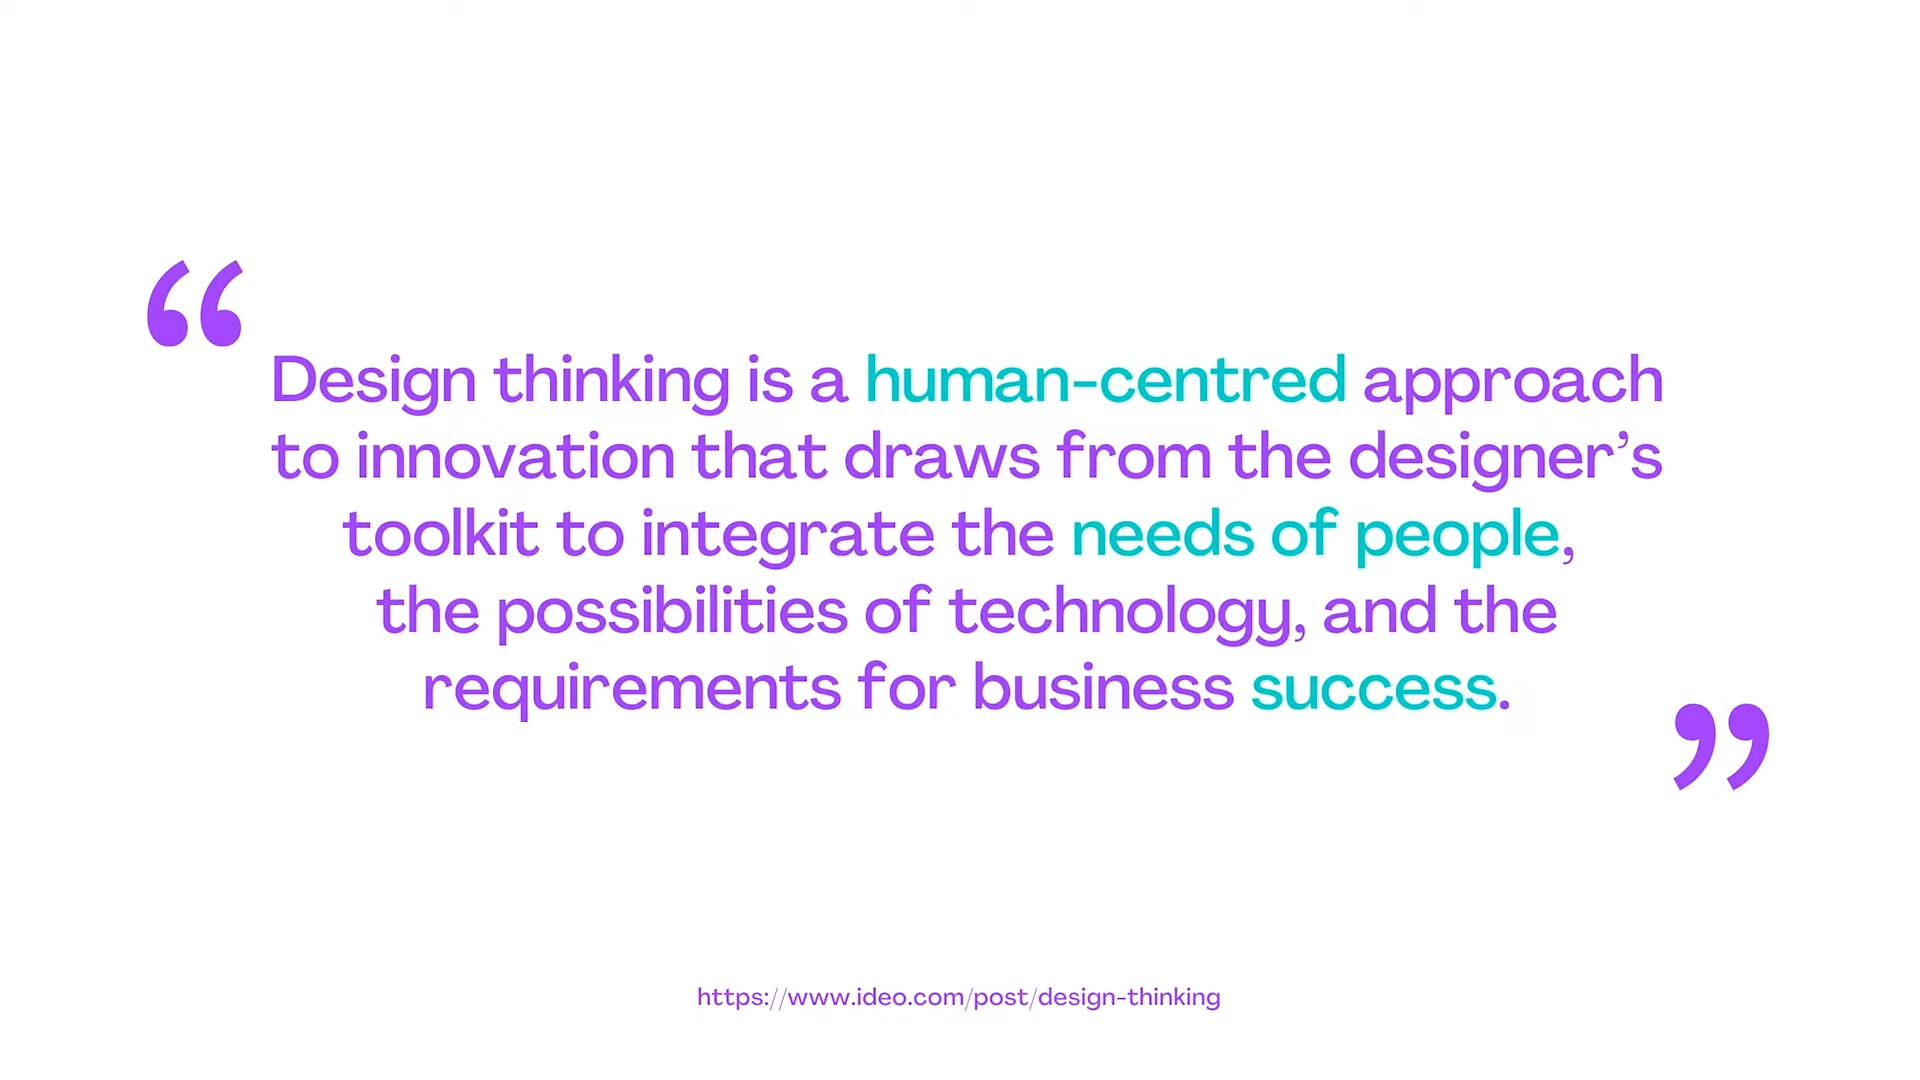 “
Design thinking is a human-centred approach
to innovation that draws from the designer’s
toolkit to integrate the needs of people,
the possibilities of technology, and the
requirements for business success.
”
https://www.ideo.com/post/design-thinking